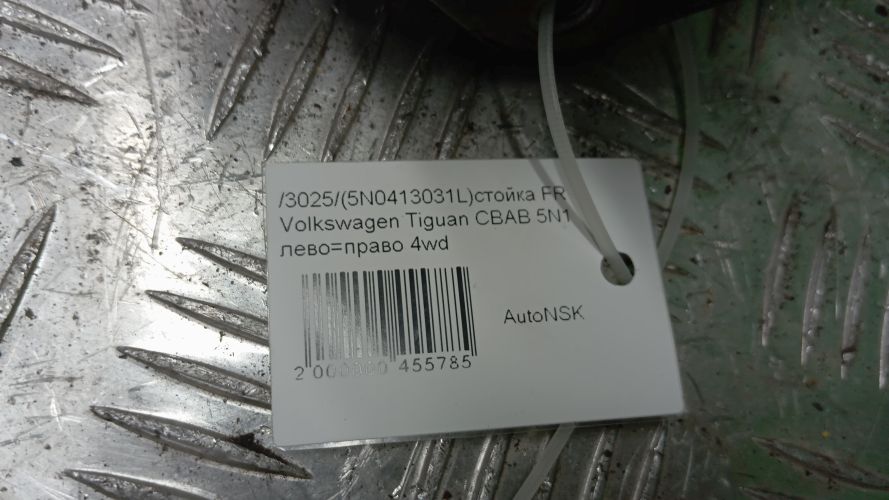 /3025/(5N0413031L)стойка FR
Volkswagen Tiguan CBAB 5N1
лево=право 4wd
AutoNSK
2 000000 455785